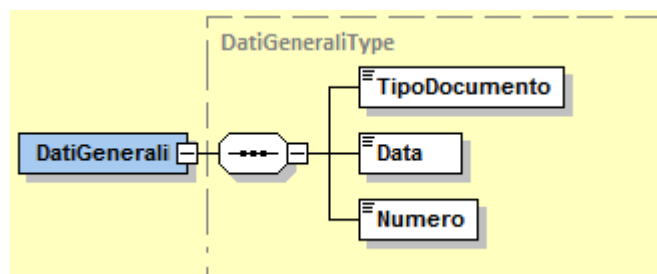 DatiGeneraliType
TipoDocumento
DatiGenerali
Data
Numero